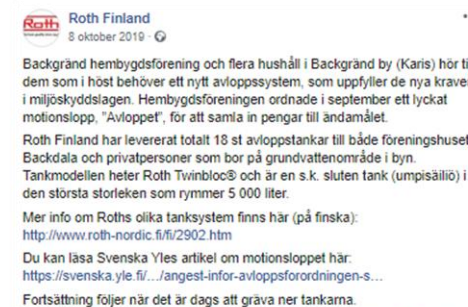 Roth
Roth Finland
8 oktober 2019
Backgränd hembygdsförening och flera hushåll i Backgränd by (Karis) hör ti
dem som i höst behöver ett nytt avloppssystem, som uppfyller de nya kraver
i miljöskyddslagen. Hembygdsföreningen ordnade i september ett lyckat
motionslopp, "Avloppet", för att samla in pengar till ändamålet.
Roth Finland har levererat totalt 18 st avloppstankar till både föreningshuset
Backdala och privatpersoner som bor på grundvattenområde i byn.
Tankmodellen heter Roth Twinbloc® och är en s.k. sluten tank (umpisäiliö) i
den största storleken som rymmer 5 000 liter.
Mer info om Roths olika tanksystem finns här (på finska):
http://www.roth-nordic.fi/fi/2902.htm
Du kan läsa Svenska Yles artikel om motionsloppet här:
https://svenska.yle.fi/.../angest-infor-avloppsforordningen-s...
Fortsättning följer när det är dags att gräva ner tankarna.